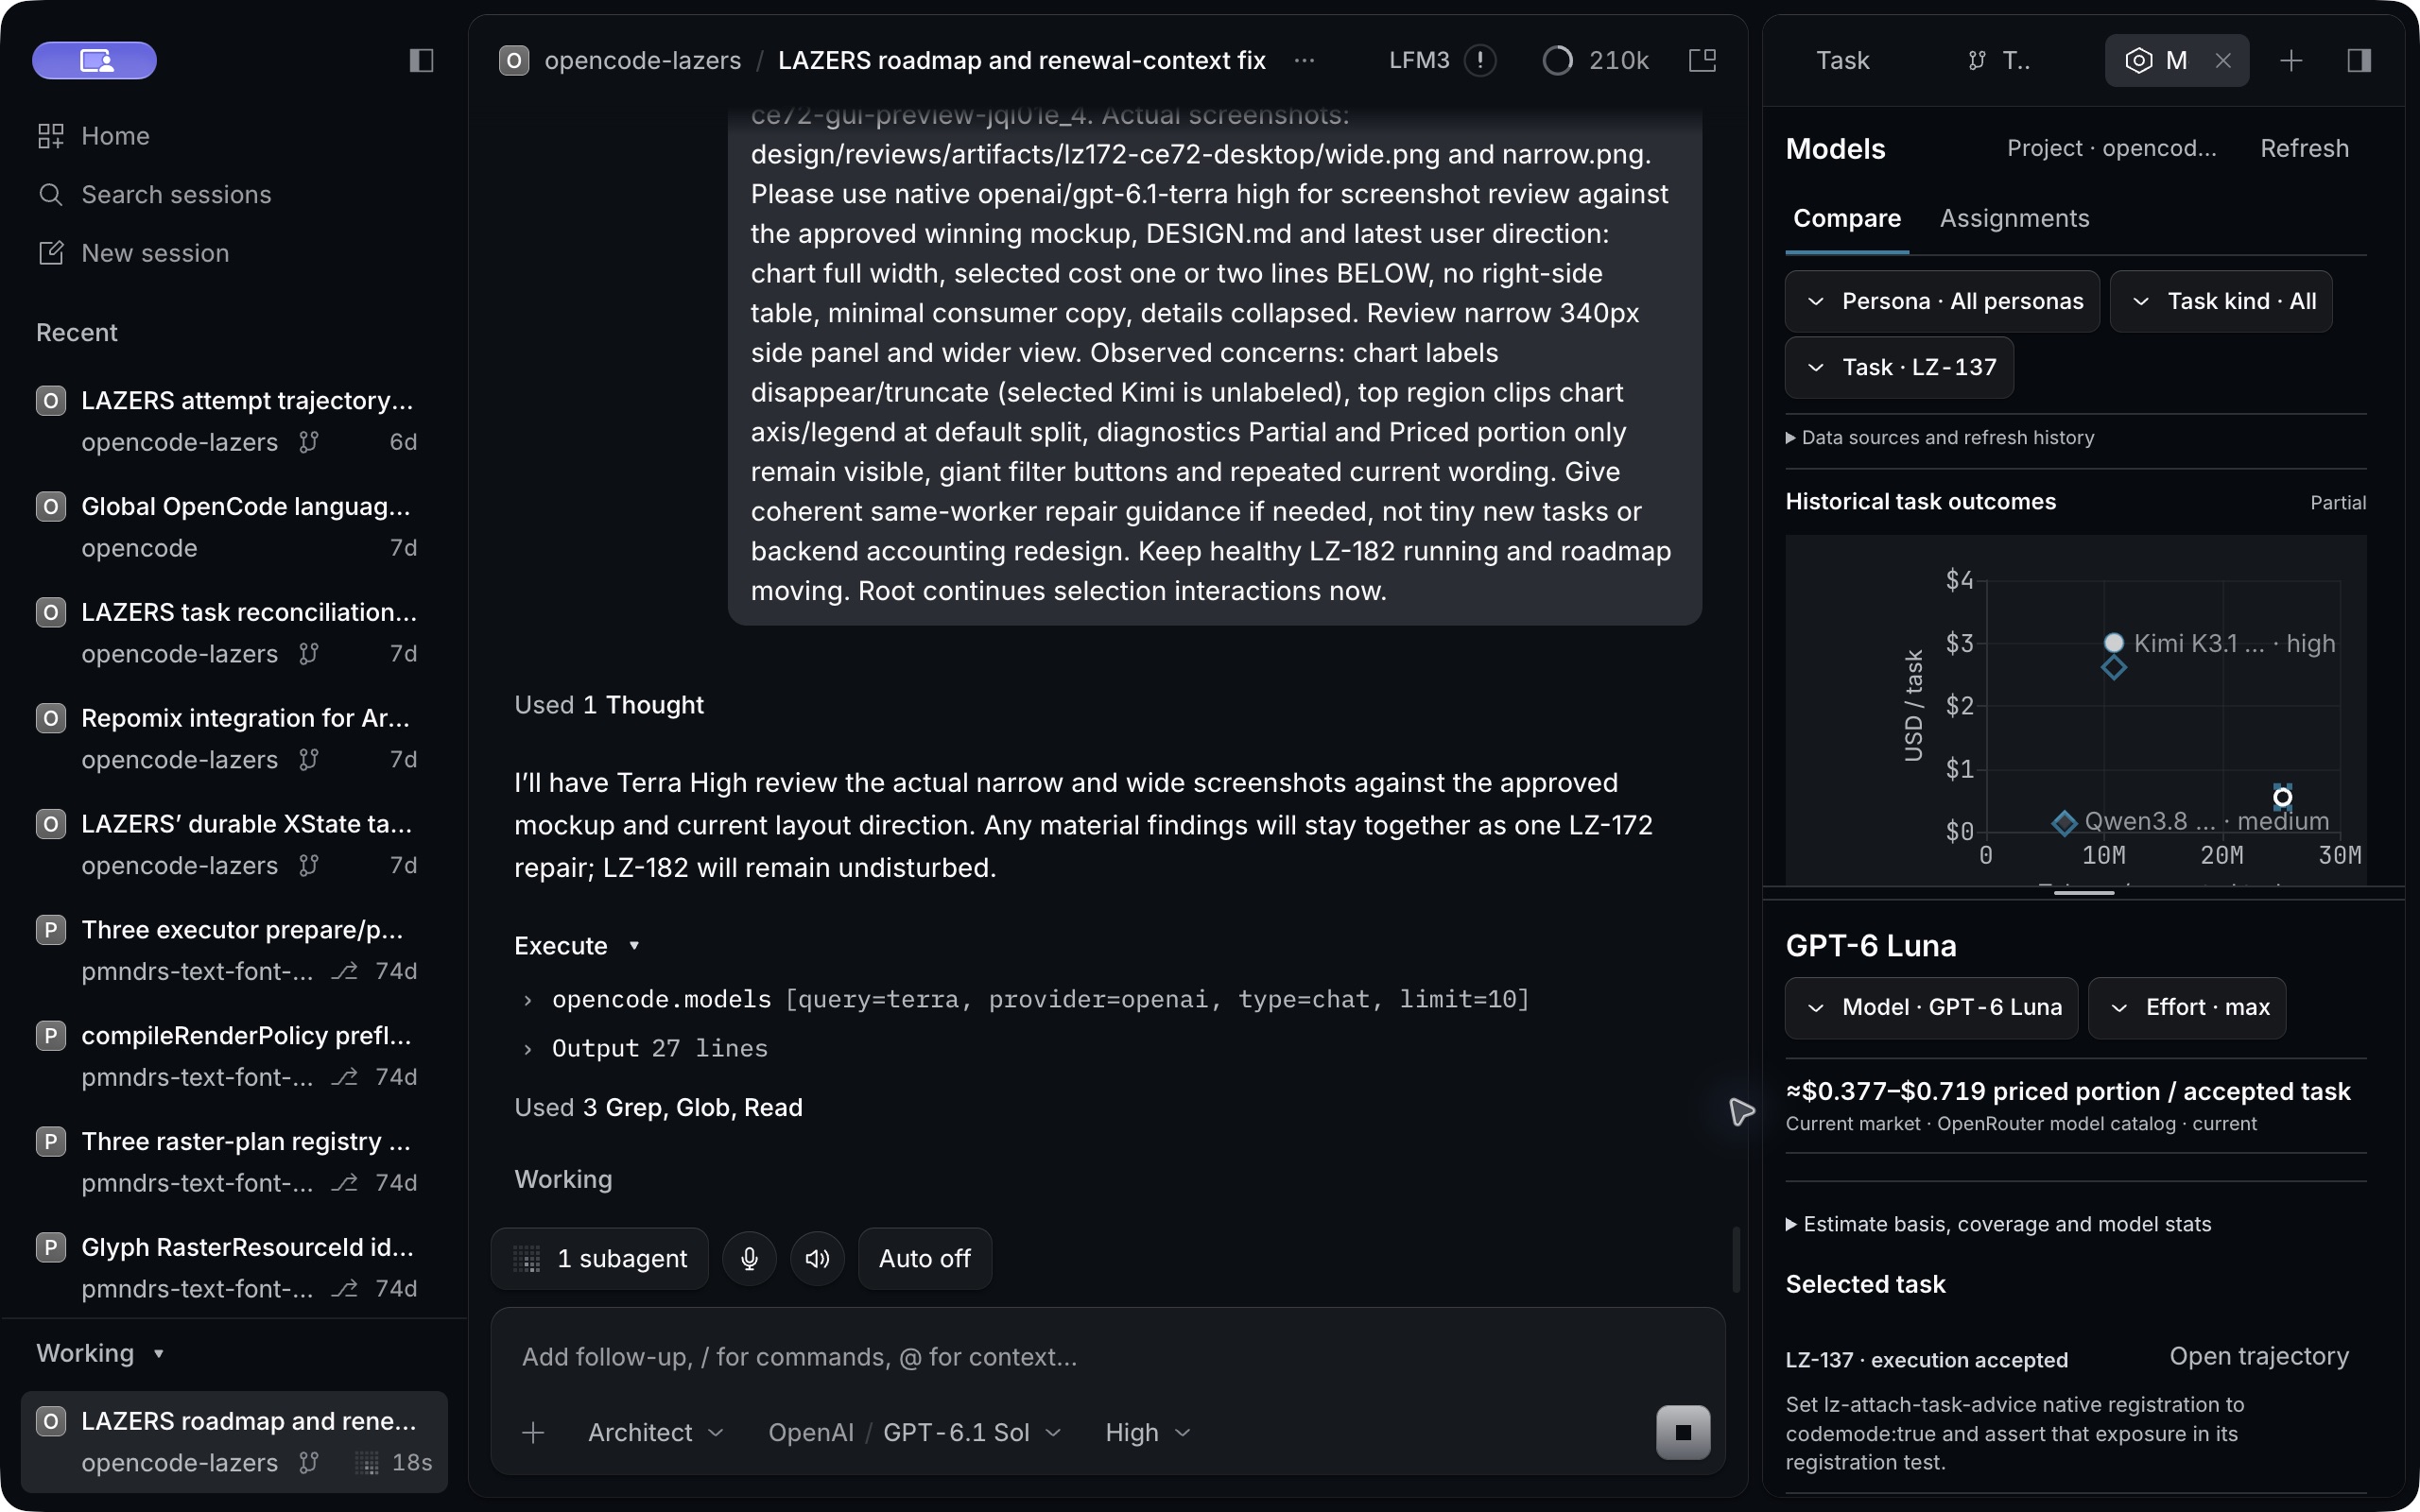 Home
Search sessions
New session
Recent
O LAZERS attempt trajectory...
opencode-lazers 6d
O Global OpenCode languag...
opencode 7d
O LAZERS task reconciliation...
opencode-lazers 7d
O Repomix integration for Ar...
opencode-lazers 7d
O LAZERS’ durable XState ta...
opencode-lazers 7d
P Three executor prepare/p...
pmndrs-text-font-... 74d
P compileRenderPolicy prefl...
pmndrs-text-font-... 74d
P Three raster-plan registry ...
pmndrs-text-font-... 74d
P Glyph RasterResourceId id...
pmndrs-text-font-... 74d
Working
O LAZERS roadmap and rene...
opencode-lazers 18s
O opencode-lazers / LAZERS roadmap and renewal-context fix ... LFM3 210k
ce72-gui-preview-jql01e_4. Actual screenshots:
design/reviews/artifacts/lz172-ce72-desktop/wide.png and narrow.png.
Please use native openai/gpt-6.1-terra high for screenshot review against
the approved winning mockup, DESIGN.md and latest user direction:
chart full width, selected cost one or two lines BELOW, no right-side
table, minimal consumer copy, details collapsed. Review narrow 340px
side panel and wider view. Observed concerns: chart labels
disappear/truncate (selected Kimi is unlabeled), top region clips chart
axis/legend at default split, diagnostics Partial and Priced portion only
remain visible, giant filter buttons and repeated current wording. Give
coherent same-worker repair guidance if needed, not tiny new tasks or
backend accounting redesign. Keep healthy LZ-182 running and roadmap
moving. Root continues selection interactions now.
Used 1 Thought
I’ll have Terra High review the actual narrow and wide screenshots against the approved
mockup and current layout direction. Any material findings will stay together as one LZ-172
repair; LZ-182 will remain undisturbed.
Execute
opencode.models [query=terra, provider=openai, type=chat, limit=10]
Output 27 lines
Used 3 Grep, Glob, Read
Working
1 subagent
Auto off
Add follow-up, / for commands, @ for context...
Architect OpenAI / GPT-6.1 Sol High
Task T.. M
Models Project · opencod... Refresh
Compare Assignments
Persona · All personas Task kind · All
Task · LZ-137
Data sources and refresh history
Historical task outcomes Partial
USD / task
$4
$3
$2
$1
$0
Kimi K3.1 ... · high
Qwen3.8 ... · medium
0 10M 20M 30M
GPT-6 Luna
Model · GPT-6 Luna Effort · max
≈$0.377–$0.719 priced portion / accepted task
Current market · OpenRouter model catalog · current
Estimate basis, coverage and model stats
Selected task
LZ-137 · execution accepted Open trajectory
Set lz-attach-task-advice native registration to
codemode:true and assert that exposure in its
registration test.